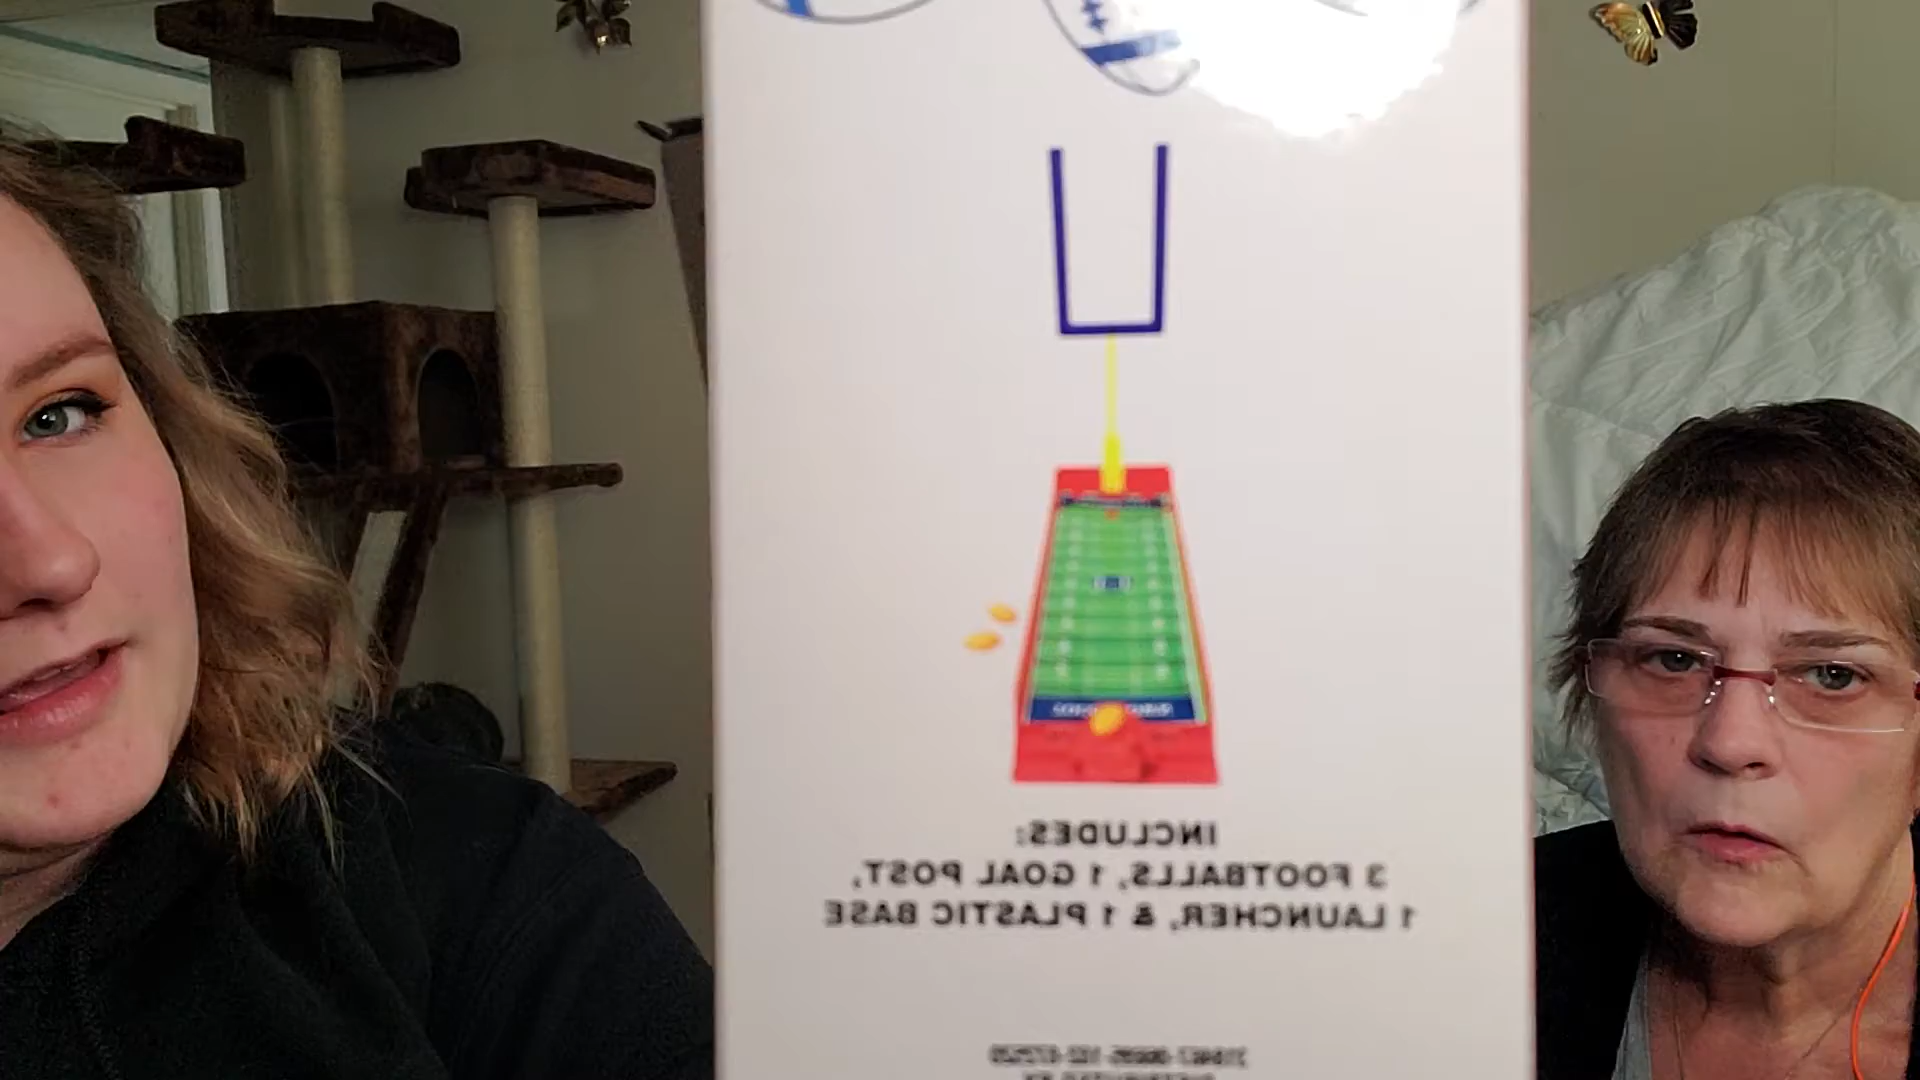 INCLUDES:
3 FOOTBALLS, 1 GOAL POST,
1 LAUNCHER, & 1 PLASTIC BASE